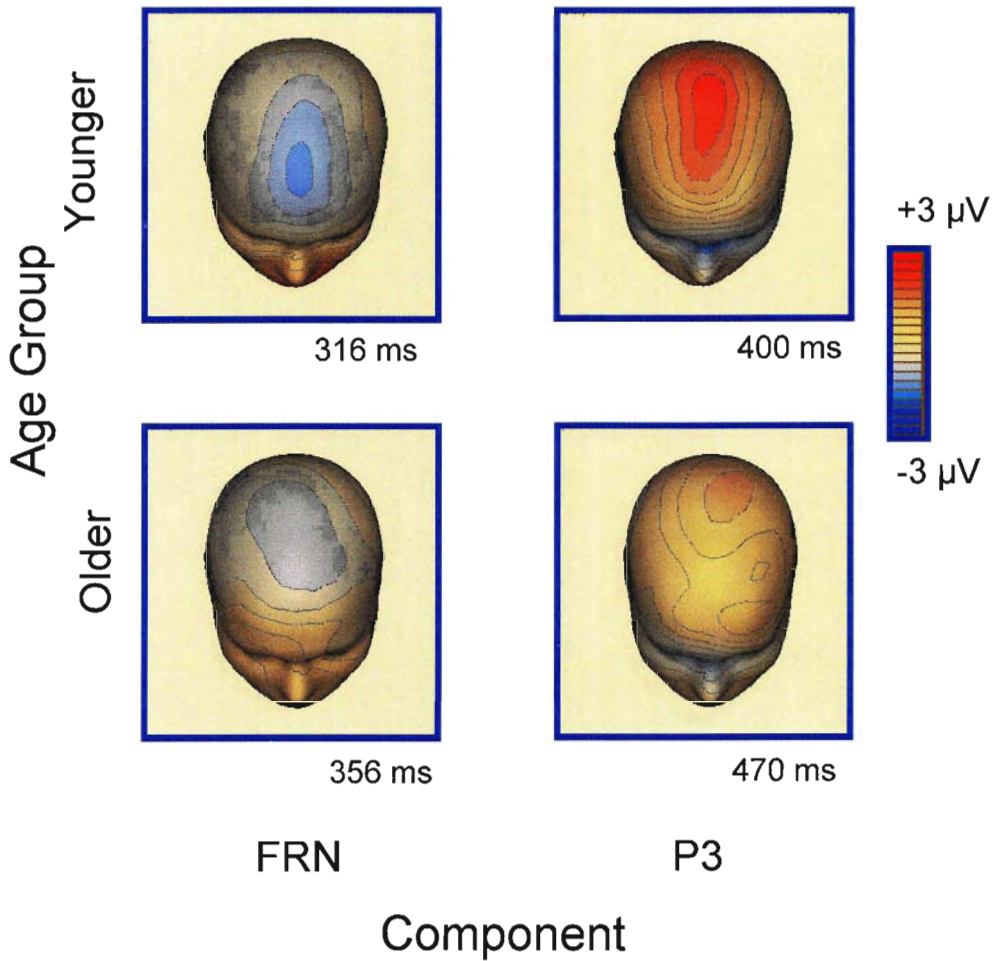 Age Group
Younger
316 ms
400 ms
+3 µV
-3 µV
Older
356 ms
470 ms
FRN
P3
Component